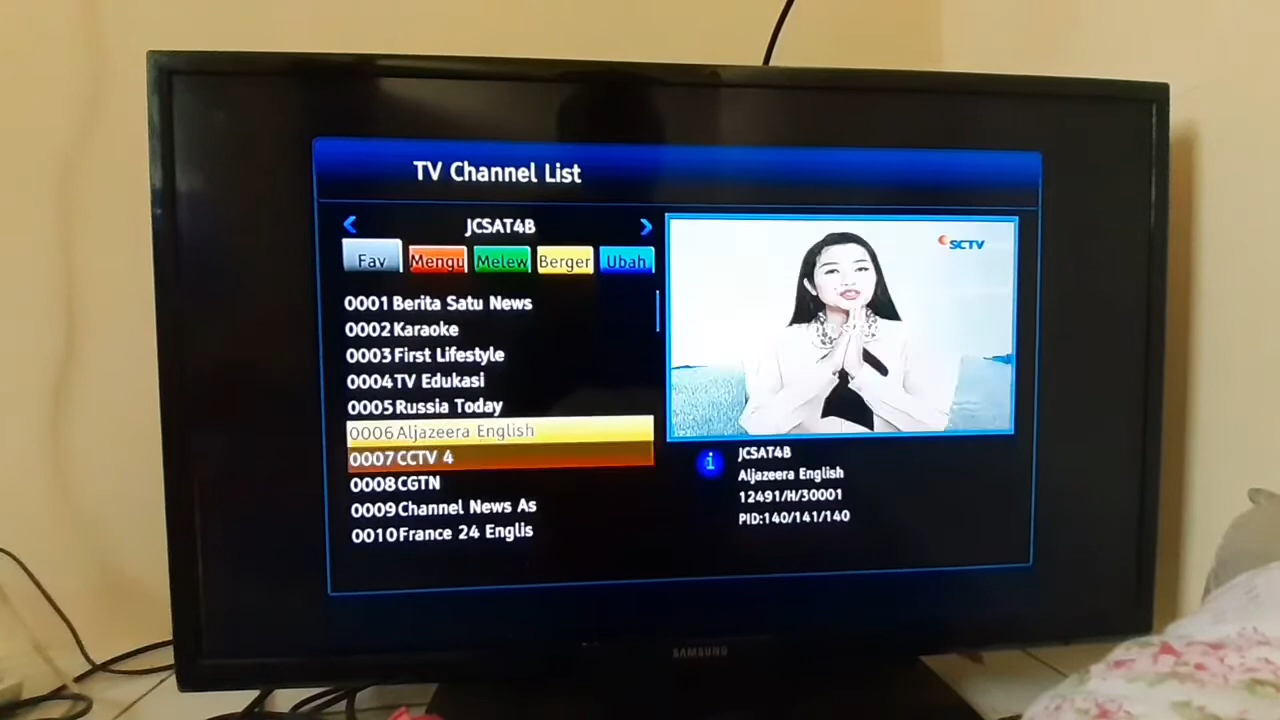 TV Channel List
JCSAT4B
Fav
Mengu
Melew
Berger
Ubah
0001 Berita Satu News
0002 Karaoke
0003 First Lifestyle
0004 TV Edukasi
0005 Russia Today
0006 Aljazeera English
0007 CCTV 4
0008 CGTN
0009 Channel News As
0010 France 24 Englis
SCTV
i
JCSAT4B
Aljazeera English
12491/H/30001
PID:140/141/140
SAMSUNG